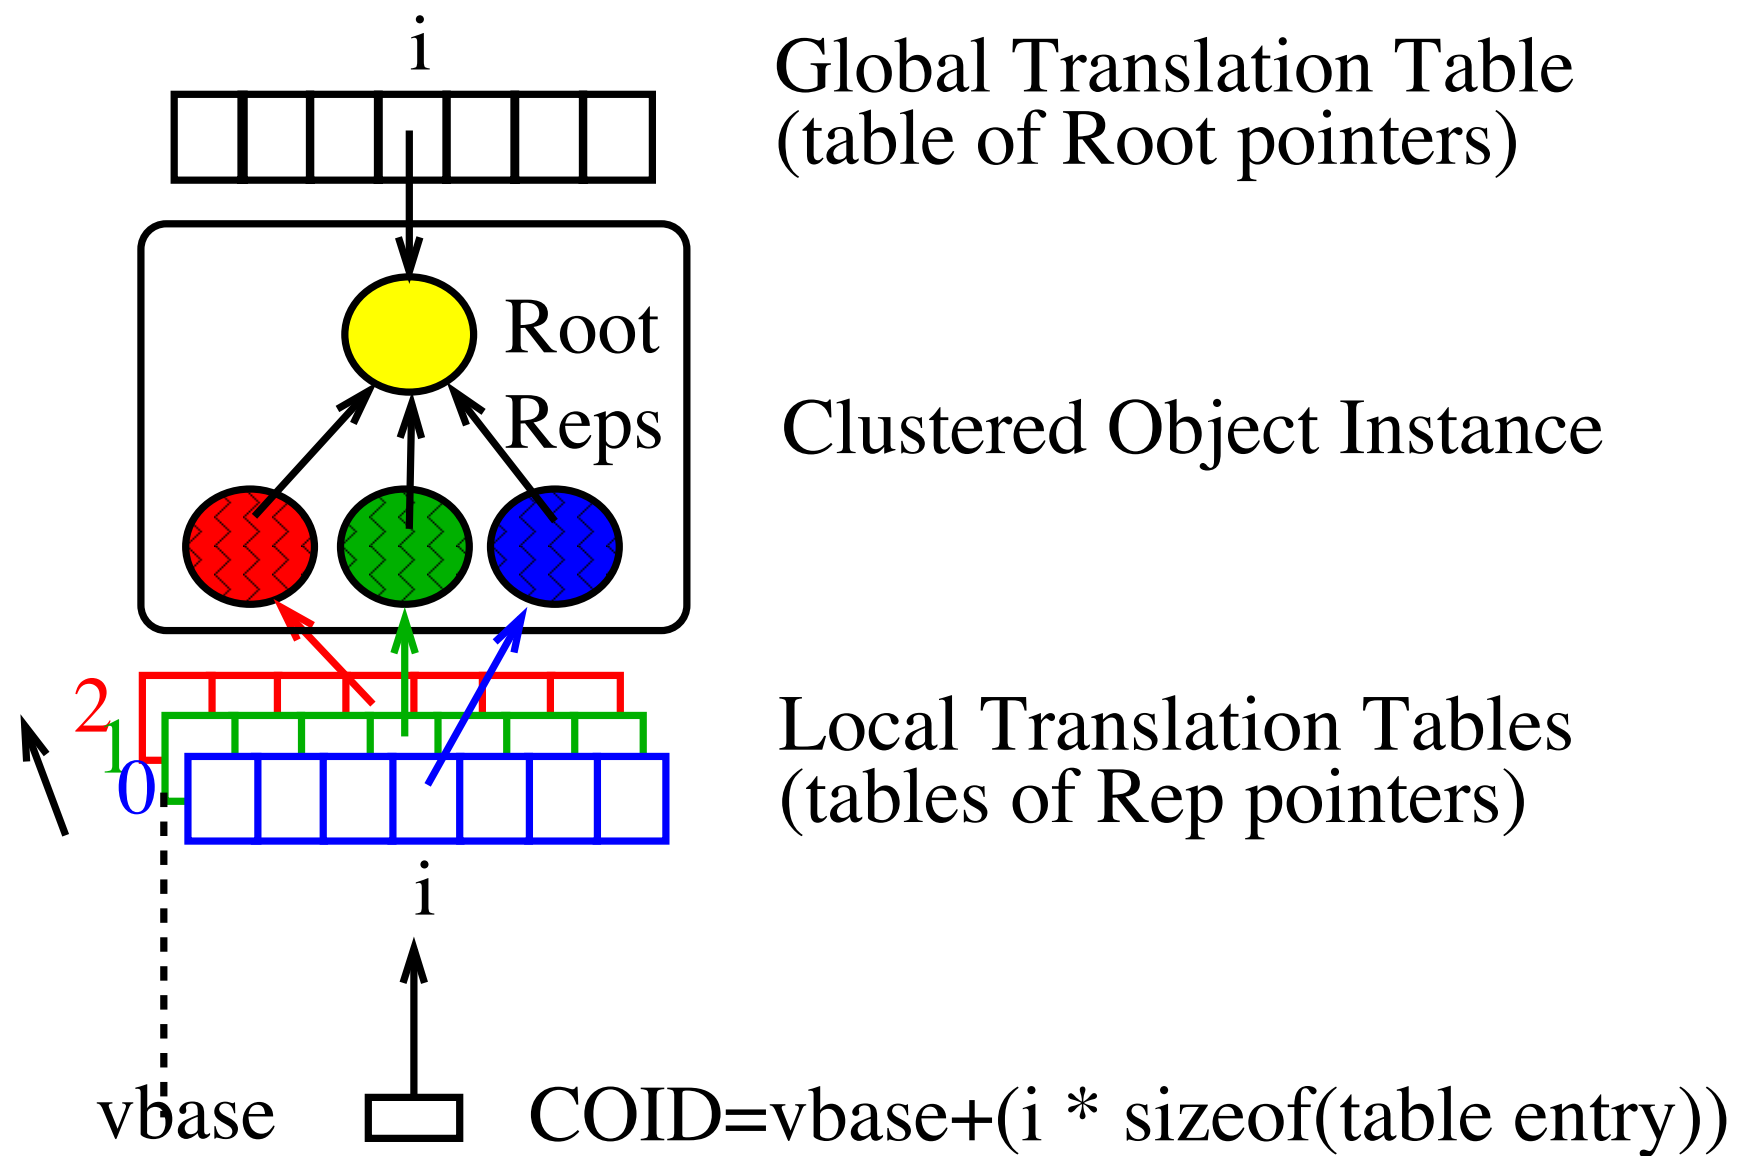 i
Global Translation Table
(table of Root pointers)
Root
Reps
Clustered Object Instance
2
1
0
Local Translation Tables
(tables of Rep pointers)
i
vbase
COID=vbase+(i * sizeof(table entry))